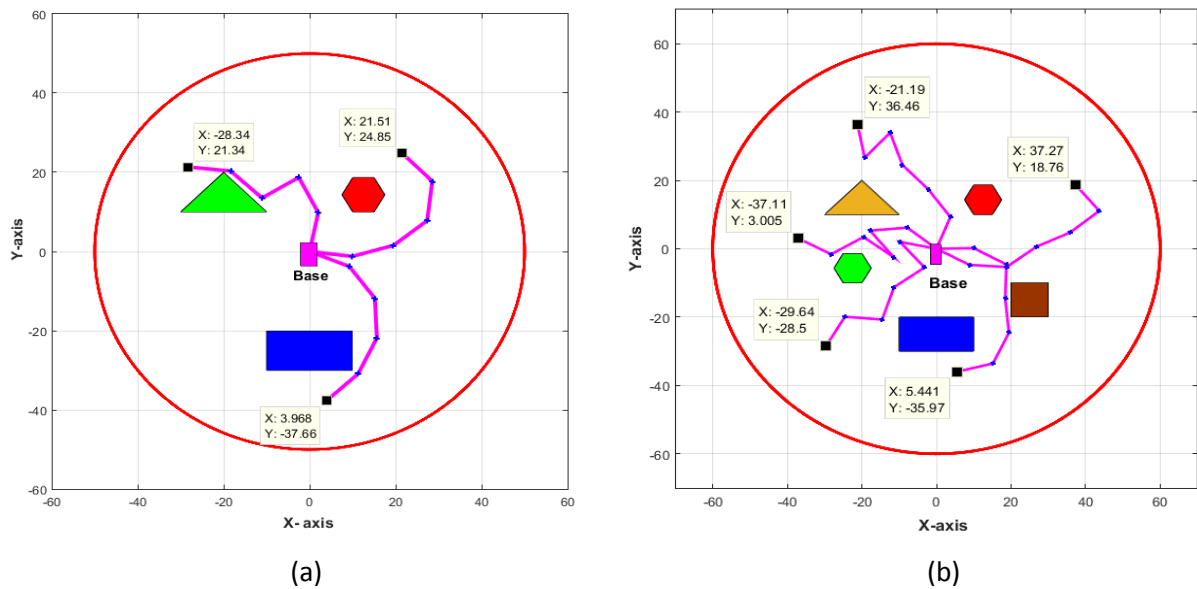 60
40
20
0
-20
-40
-60
Y-axis
-60
-40
-20
0
20
40
60
X- axis
X: -28.34
Y: 21.34
X: 21.51
Y: 24.85
Base
X: 3.968
Y: -37.66
(a)
60
40
20
0
-20
-40
-60
Y-axis
-60
-40
-20
0
20
40
60
X-axis
X: -21.19
Y: 36.46
X: 37.27
Y: 18.76
X: -37.11
Y: 3.005
Base
X: -29.64
Y: -28.5
X: 5.441
Y: -35.97
(b)